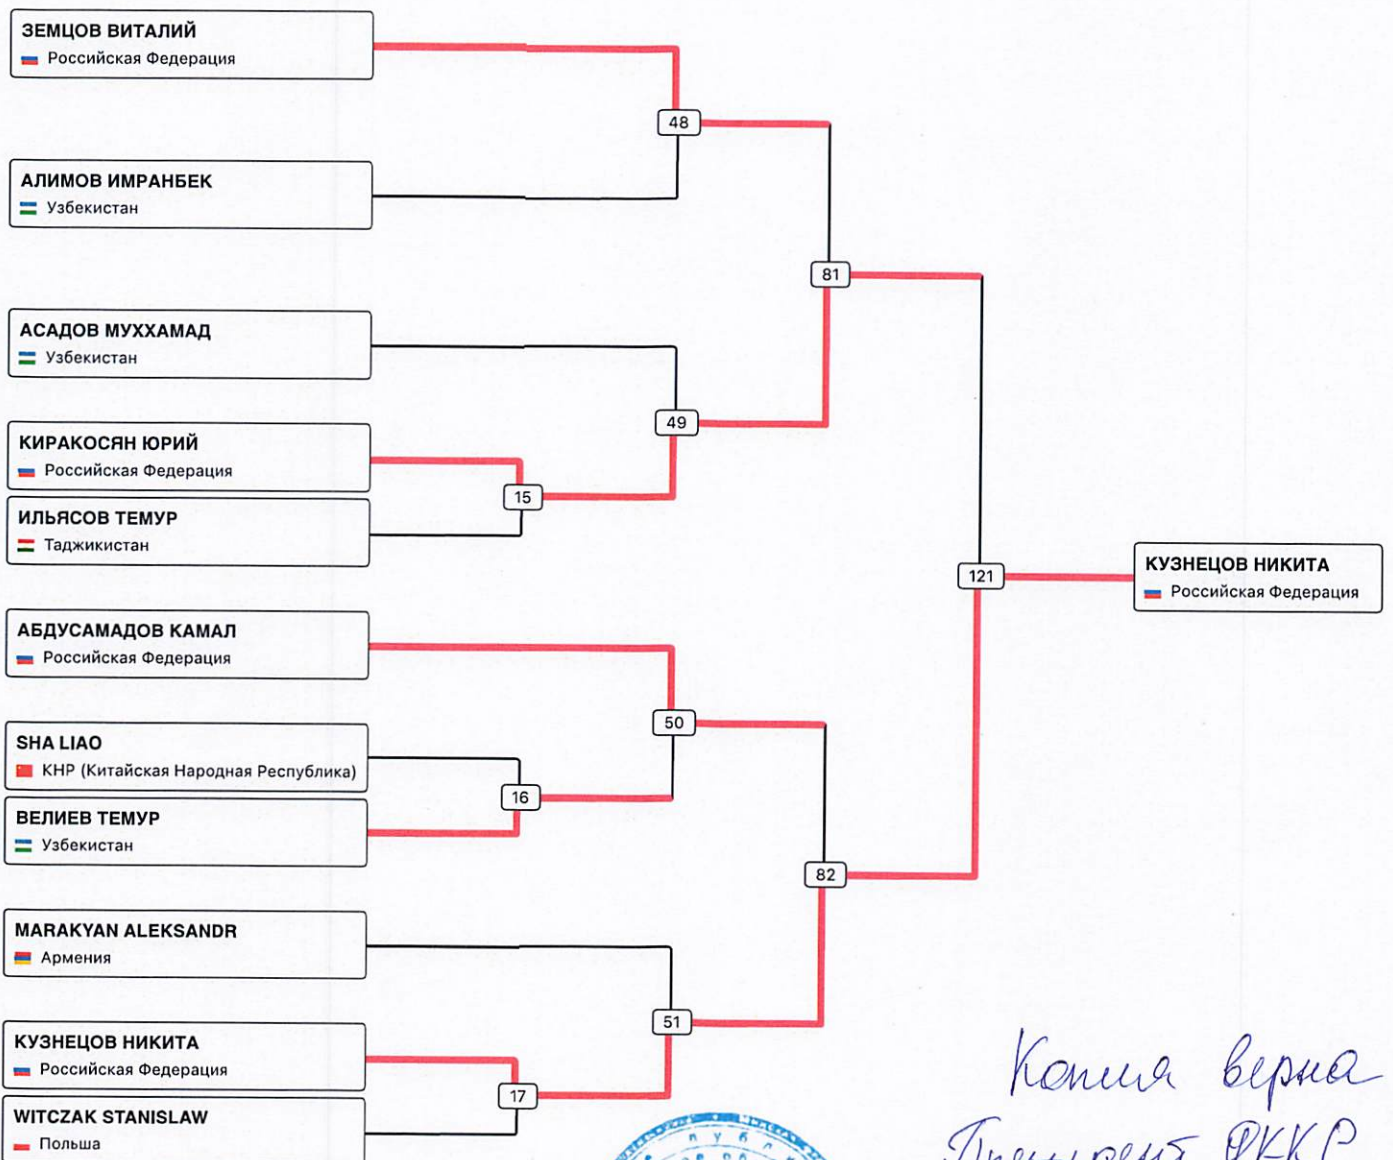 ЗЕМЦОВ ВИТАЛИЙ
Российская Федерация
48
АЛИМОВ ИМРАНБЕК
Узбекистан
81
АСАДОВ МУХХАМАД
Узбекистан
49
КИРАКОСЯН ЮРИЙ
Российская Федерация
15
ИЛЬЯСОВ ТЕМУР
Таджикистан
121
КУЗНЕЦОВ НИКИТА
Российская Федерация
АБДУСАМАДОВ КАМАЛ
Российская Федерация
50
SHA LIAO
КНР (Китайская Народная Республика)
16
ВЕЛИЕВ ТЕМУР
Узбекистан
82
MARAKYAN ALEKSANDR
Армения
51
КУЗНЕЦОВ НИКИТА
Российская Федерация
17
WITCZAK STANISLAW
Польша
Копия верна
Президент ФККР